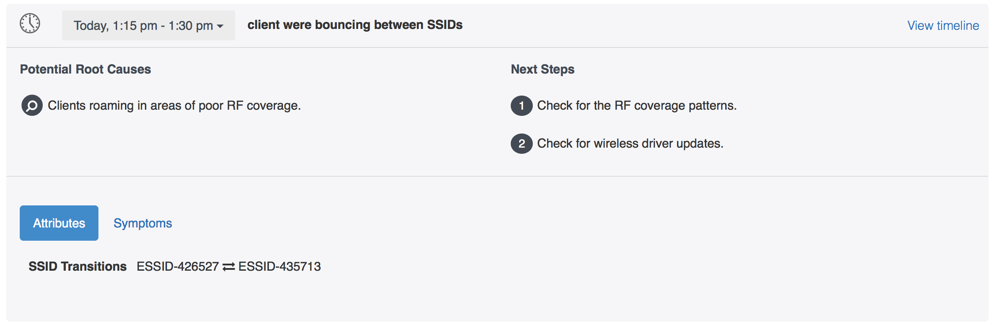 Today, 1:15 pm - 1:30 pm client were bouncing between SSIDs View timeline
Potential Root Causes
Clients roaming in areas of poor RF coverage.
Next Steps
1 Check for the RF coverage patterns.
2 Check for wireless driver updates.
Attributes Symptoms
SSID Transitions ESSID-426527 ⇄ ESSID-435713